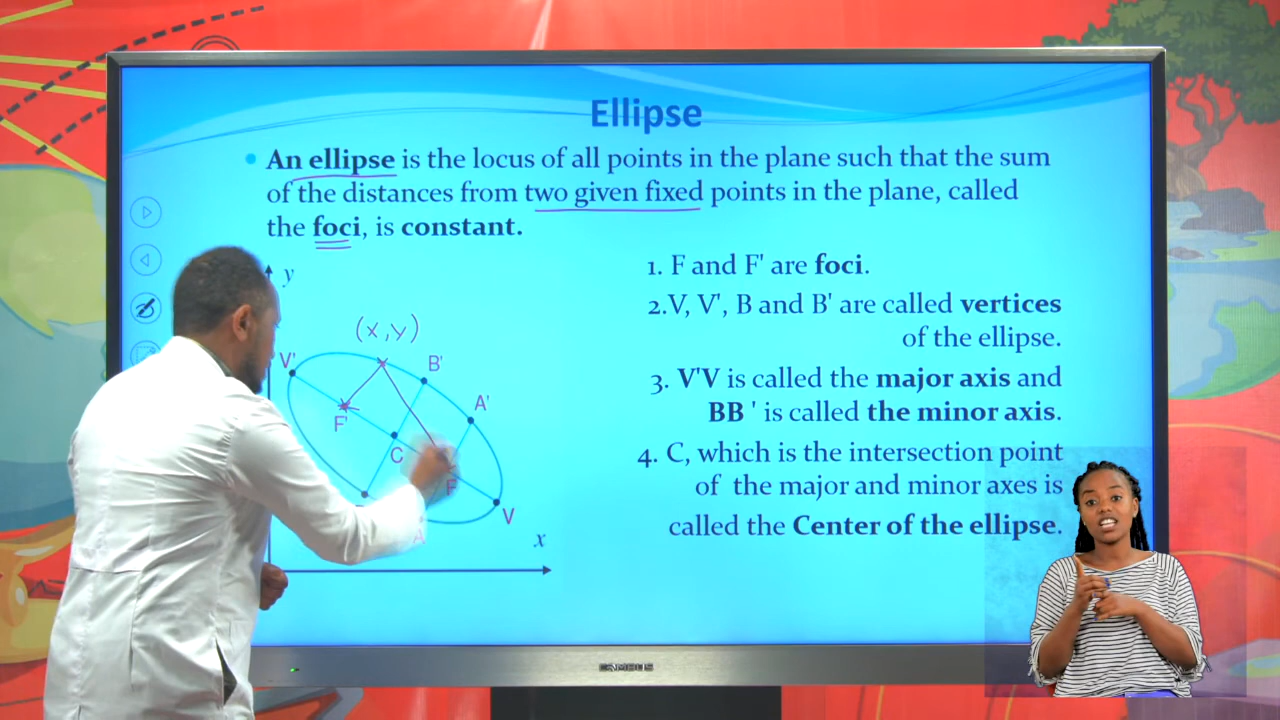 Ellipse
• An ellipse is the locus of all points in the plane such that the sum
of the distances from two given fixed points in the plane, called
the foci, is constant.
y
(x,y)
V'
B'
A'
F'
C
F
V
A
x
1. F and F' are foci.
2.V, V', B and B' are called vertices
of the ellipse.
3. V'V is called the major axis and
BB ' is called the minor axis.
4. C, which is the intersection point
of the major and minor axes is
called the Center of the ellipse.